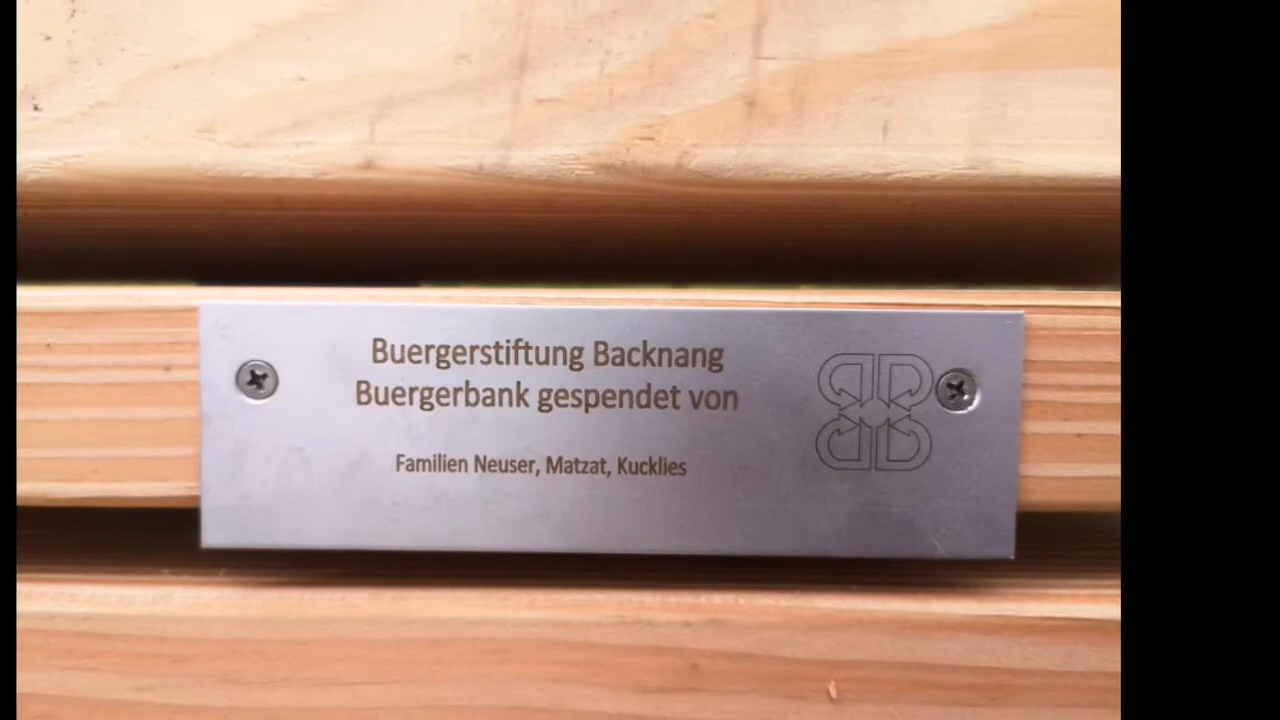 Buergerstiftung Backnang
Buergerbank gespendet von
Familien Neuser, Matzat, Kucklies